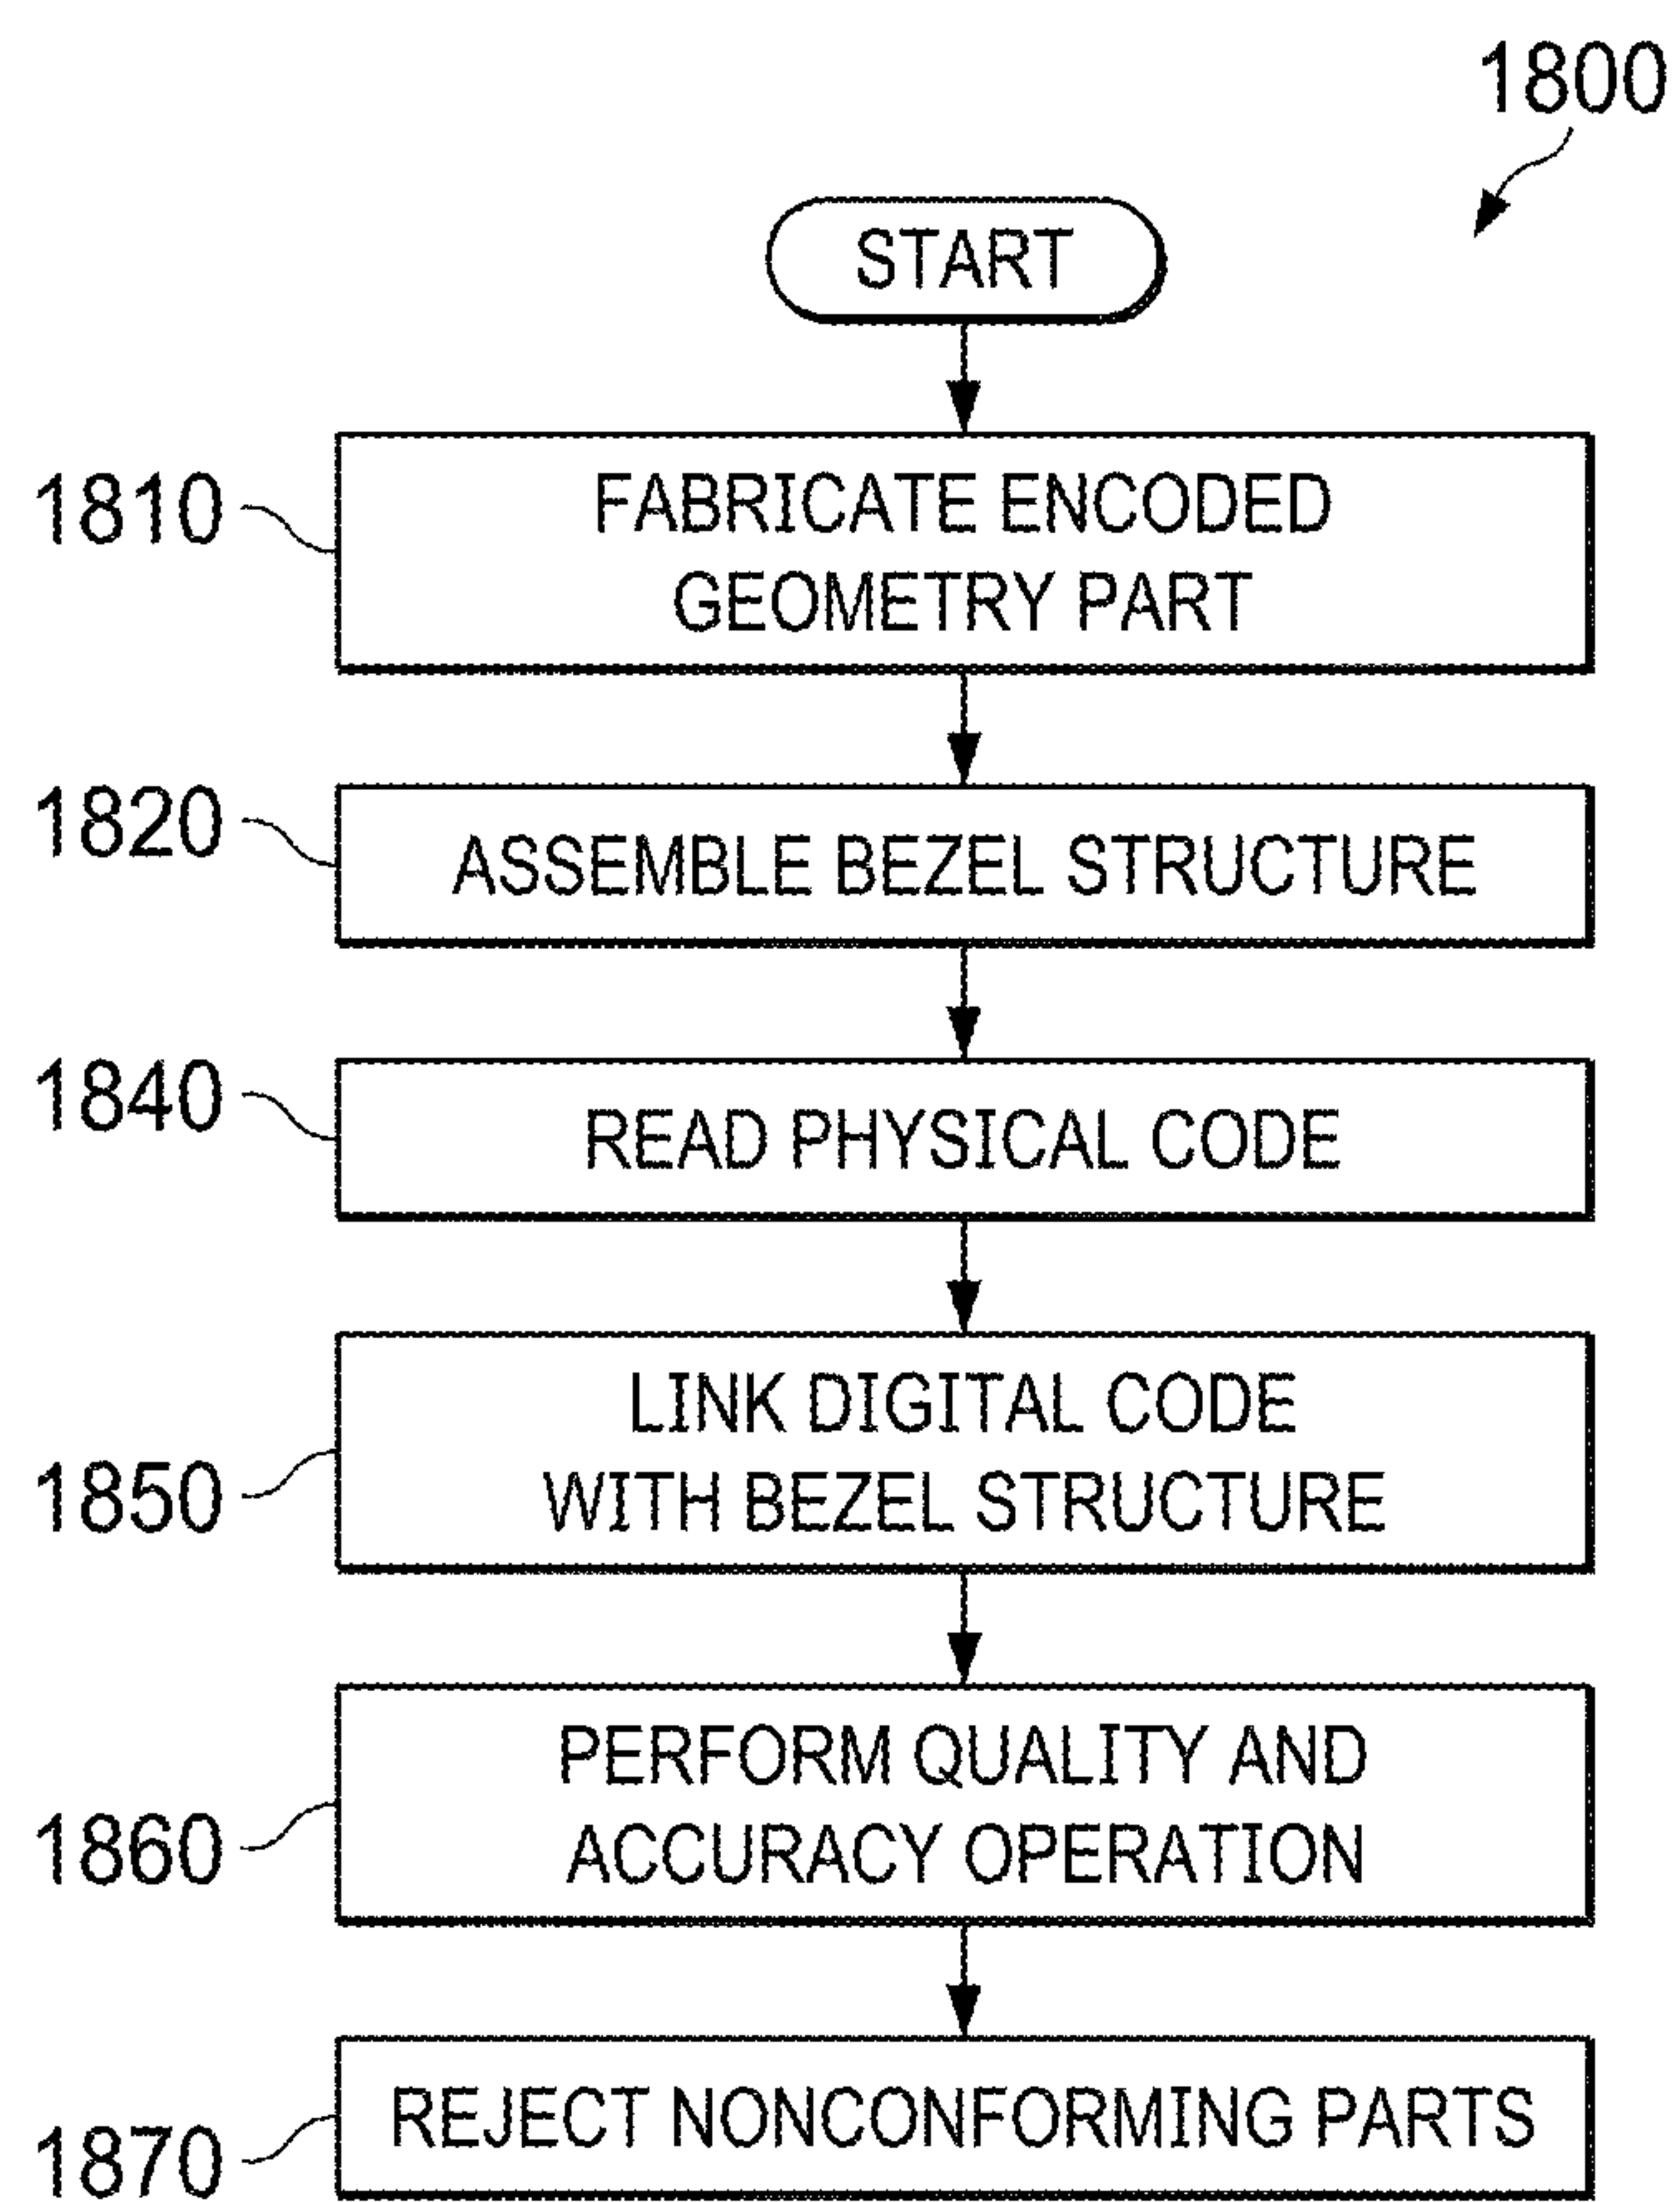 1800
START
1810
FABRICATE ENCODED
GEOMETRY PART
1820
ASSEMBLE BEZEL STRUCTURE
1840
READ PHYSICAL CODE
LINK DIGITAL CODE
WITH BEZEL STRUCTURE
1850
PERFORM QUALITY AND
ACCURACY OPERATION
1860
REJECT NONCONFORMING PARTS
1870